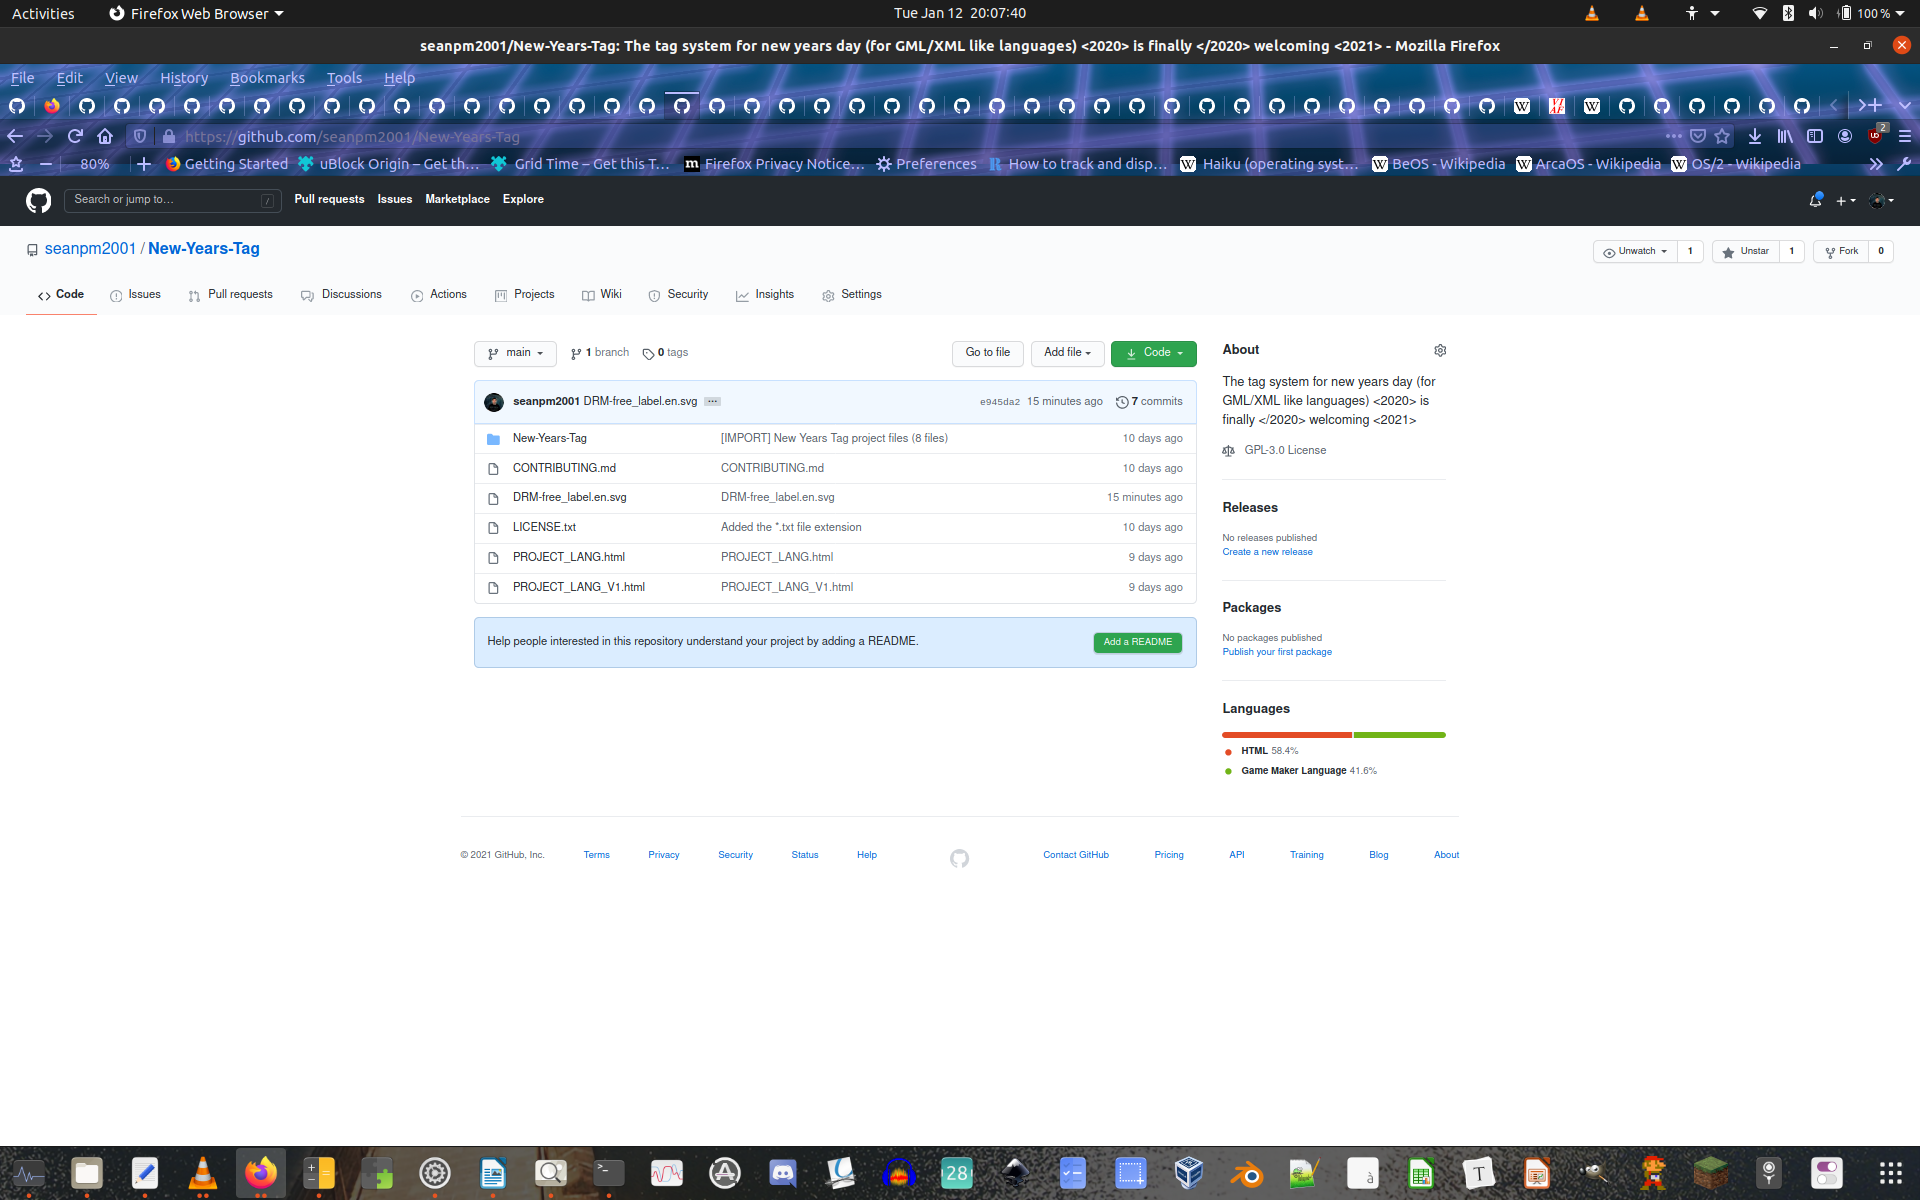 Activities Firefox Web Browser Tue Jan 12 20:07:40 100 %
seanpm2001/New-Years-Tag: The tag system for new years day (for GML/XML like languages) <2020> is finally </2020> welcoming <2021> - Mozilla Firefox
File Edit View History Bookmarks Tools Help
https://github.com/seanpm2001/New-Years-Tag 2
80% Getting Started uBlock Origin – Get th… Grid Time – Get this T… Firefox Privacy Notice… Preferences How to track and disp… Haiku (operating syst… BeOS - Wikipedia ArcaOS - Wikipedia OS/2 - Wikipedia
Search or jump to… / Pull requests Issues Marketplace Explore
seanpm2001 / New-Years-Tag Unwatch 1 Unstar 1 Fork 0
Code Issues Pull requests Discussions Actions Projects Wiki Security Insights Settings
main 1 branch 0 tags Go to file Add file Code
seanpm2001 DRM-free_label.en.svg e945da2 15 minutes ago 7 commits
New-Years-Tag [IMPORT] New Years Tag project files (8 files) 10 days ago
CONTRIBUTING.md CONTRIBUTING.md 10 days ago
DRM-free_label.en.svg DRM-free_label.en.svg 15 minutes ago
LICENSE.txt Added the *.txt file extension 10 days ago
PROJECT_LANG.html PROJECT_LANG.html 9 days ago
PROJECT_LANG_V1.html PROJECT_LANG_V1.html 9 days ago
Help people interested in this repository understand your project by adding a README. Add a README
About
The tag system for new years day (for
GML/XML like languages) <2020> is
finally </2020> welcoming <2021>
GPL-3.0 License
Releases
No releases published
Create a new release
Packages
No packages published
Publish your first package
Languages
HTML 58.4%
Game Maker Language 41.6%
© 2021 GitHub, Inc. Terms Privacy Security Status Help Contact GitHub Pricing API Training Blog About
28